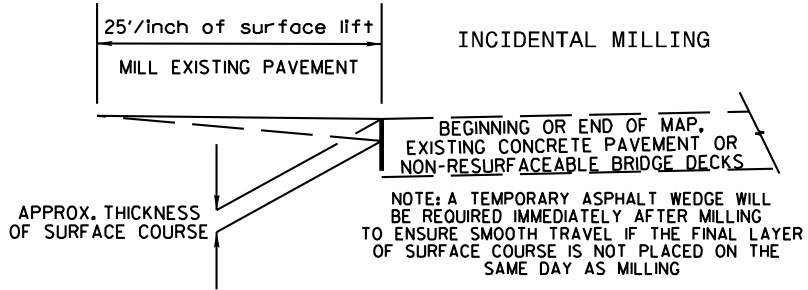 25'/inch of surface lift
MILL EXISTING PAVEMENT
INCIDENTAL MILLING
BEGINNING OR END OF MAP,
EXISTING CONCRETE PAVEMENT OR
NON-RESURFACEABLE BRIDGE DECKS
APPROX. THICKNESS
OF SURFACE COURSE
NOTE: A TEMPORARY ASPHALT WEDGE WILL
BE REQUIRED IMMEDIATELY AFTER MILLING
TO ENSURE SMOOTH TRAVEL IF THE FINAL LAYER
OF SURFACE COURSE IS NOT PLACED ON THE
SAME DAY AS MILLING